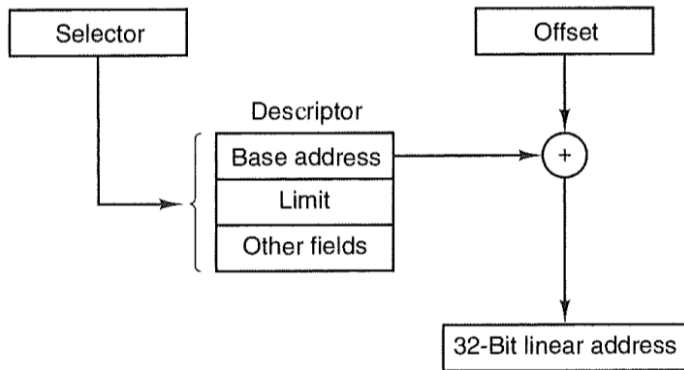 Selector
Offset
Descriptor
Base address
+
Limit
Other fields
32-Bit linear address